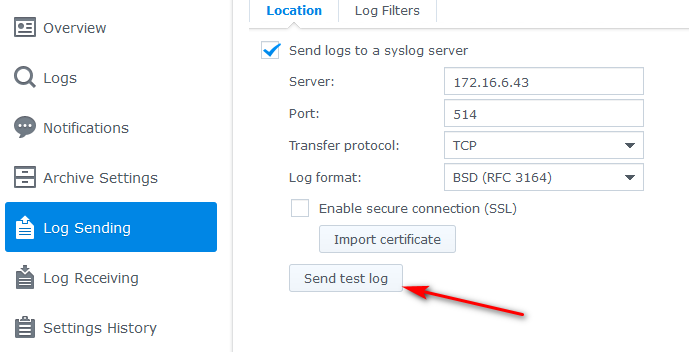 Overview
Logs
Notifications
Archive Settings
Log Sending
Log Receiving
Settings History
Location
Log Filters
Send logs to a syslog server
Server: 172.16.6.43
Port: 514
Transfer protocol: TCP
Log format: BSD (RFC 3164)
Enable secure connection (SSL)
Import certificate
Send test log